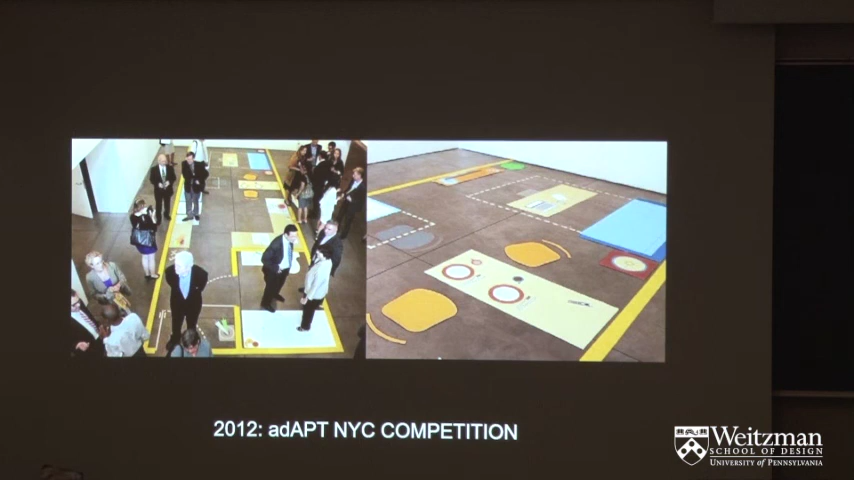 2012: adAPT NYC COMPETITION
Weitzman
SCHOOL OF DESIGN
UNIVERSITY of PENNSYLVANIA